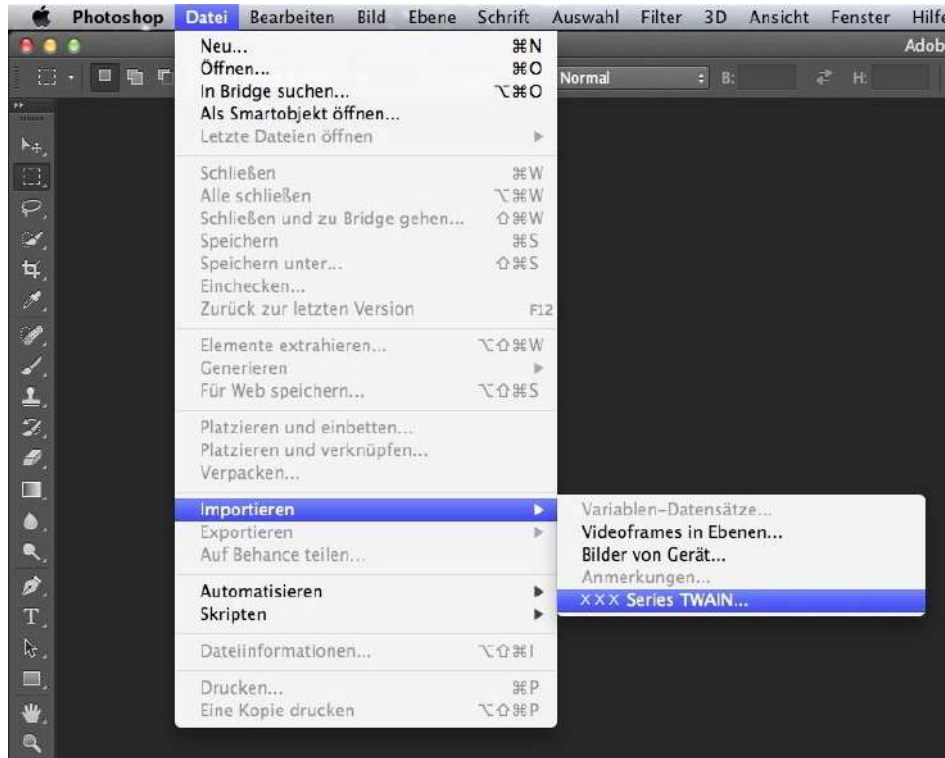 Photoshop Datei Bearbeiten Bild Ebene Schrift Auswahl Filter 3D Ansicht Fenster Hilfe
Adob
Neu... ⌘N
Öffnen... ⌘O
In Bridge suchen... ⌥⌘O
Als Smartobjekt öffnen...
Letzte Dateien öffnen
Normal B: H:
Schließen ⌘W
Alle schließen ⌥⌘W
Schließen und zu Bridge gehen... ⇧⌘W
Speichern ⌘S
Speichern unter... ⇧⌘S
Einchecken...
Zurück zur letzten Version F12
Elemente extrahieren... ⌥⇧⌘W
Generieren
Für Web speichern... ⌥⇧⌘S
Platzieren und einbetten...
Platzieren und verknüpfen...
Verpacken...
Importieren
Exportieren
Auf Behance teilen...
Automatisieren
Skripten
Dateiinformationen... ⌥⇧⌘I
Drucken... ⌘P
Eine Kopie drucken ⌥⇧⌘P
Variablen-Datensätze...
Videoframes in Ebenen...
Bilder von Gerät...
Anmerkungen...
XXX Series TWAIN...